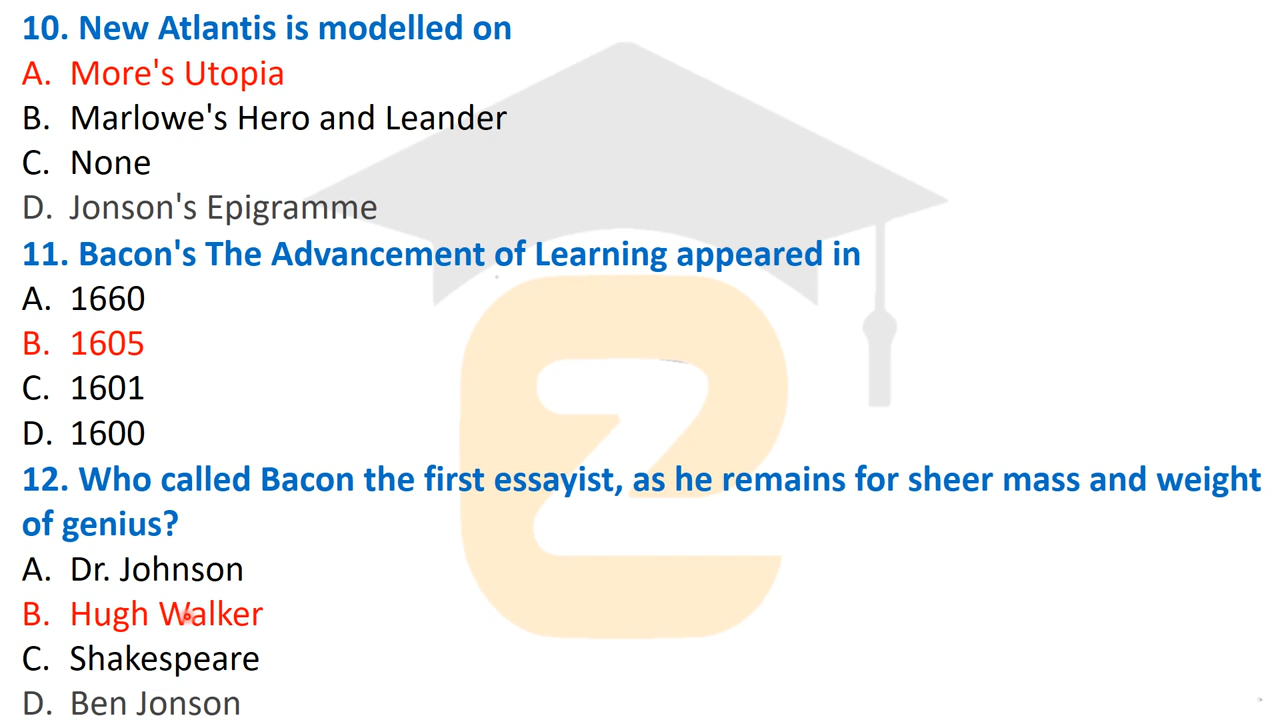 10. New Atlantis is modelled on
A. More's Utopia
B. Marlowe's Hero and Leander
C. None
D. Jonson's Epigramme
11. Bacon's The Advancement of Learning appeared in
A. 1660
B. 1605
C. 1601
D. 1600
12. Who called Bacon the first essayist, as he remains for sheer mass and weight
of genius?
A. Dr. Johnson
B. Hugh Walker
C. Shakespeare
D. Ben Jonson